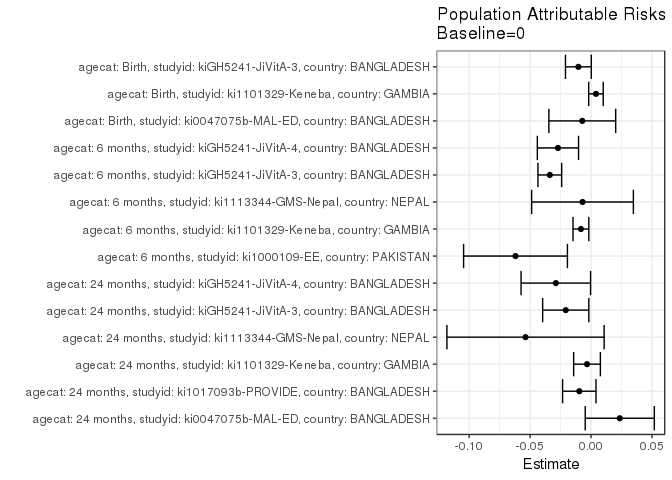 Population Attributable Risks
Baseline=0
agecat: Birth, studyid: kiGH5241-JiVitA-3, country: BANGLADESH
agecat: Birth, studyid: ki1101329-Keneba, country: GAMBIA
agecat: Birth, studyid: ki0047075b-MAL-ED, country: BANGLADESH
agecat: 6 months, studyid: kiGH5241-JiVitA-4, country: BANGLADESH
agecat: 6 months, studyid: kiGH5241-JiVitA-3, country: BANGLADESH
agecat: 6 months, studyid: ki1113344-GMS-Nepal, country: NEPAL
agecat: 6 months, studyid: ki1101329-Keneba, country: GAMBIA
agecat: 6 months, studyid: ki1000109-EE, country: PAKISTAN
agecat: 24 months, studyid: kiGH5241-JiVitA-4, country: BANGLADESH
agecat: 24 months, studyid: kiGH5241-JiVitA-3, country: BANGLADESH
agecat: 24 months, studyid: ki1113344-GMS-Nepal, country: NEPAL
agecat: 24 months, studyid: ki1101329-Keneba, country: GAMBIA
agecat: 24 months, studyid: ki1017093b-PROVIDE, country: BANGLADESH
agecat: 24 months, studyid: ki0047075b-MAL-ED, country: BANGLADESH
-0.10 -0.05 0.00 0.05
Estimate